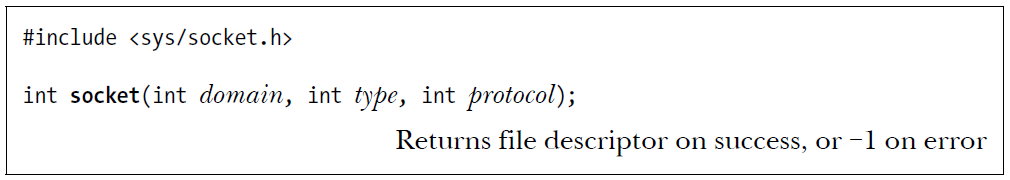 #include <sys/socket.h>
int socket(int domain, int type, int protocol);
Returns file descriptor on success, or −1 on error